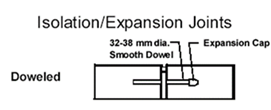 Isolation/Expansion Joints
32-38 mm dia. Expansion Cap
Smooth Dowel
Doweled